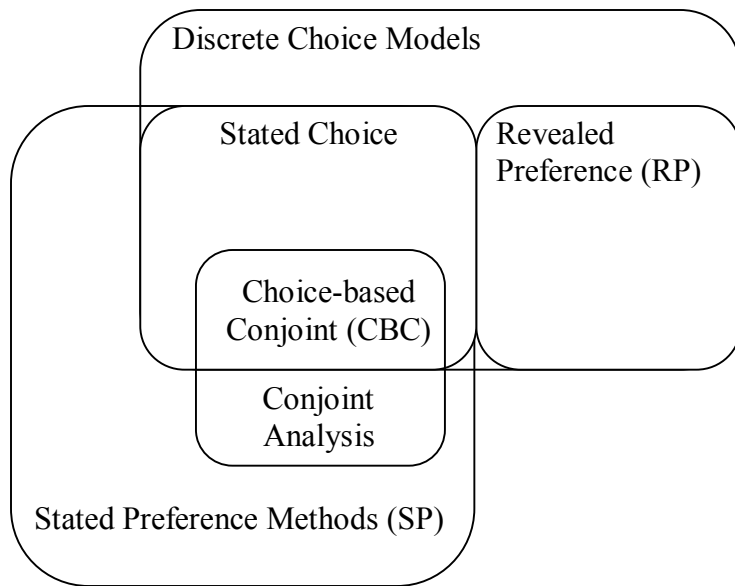 Discrete Choice Models
Stated Choice
Revealed
Preference (RP)
Choice-based
Conjoint (CBC)
Conjoint
Analysis
Stated Preference Methods (SP)